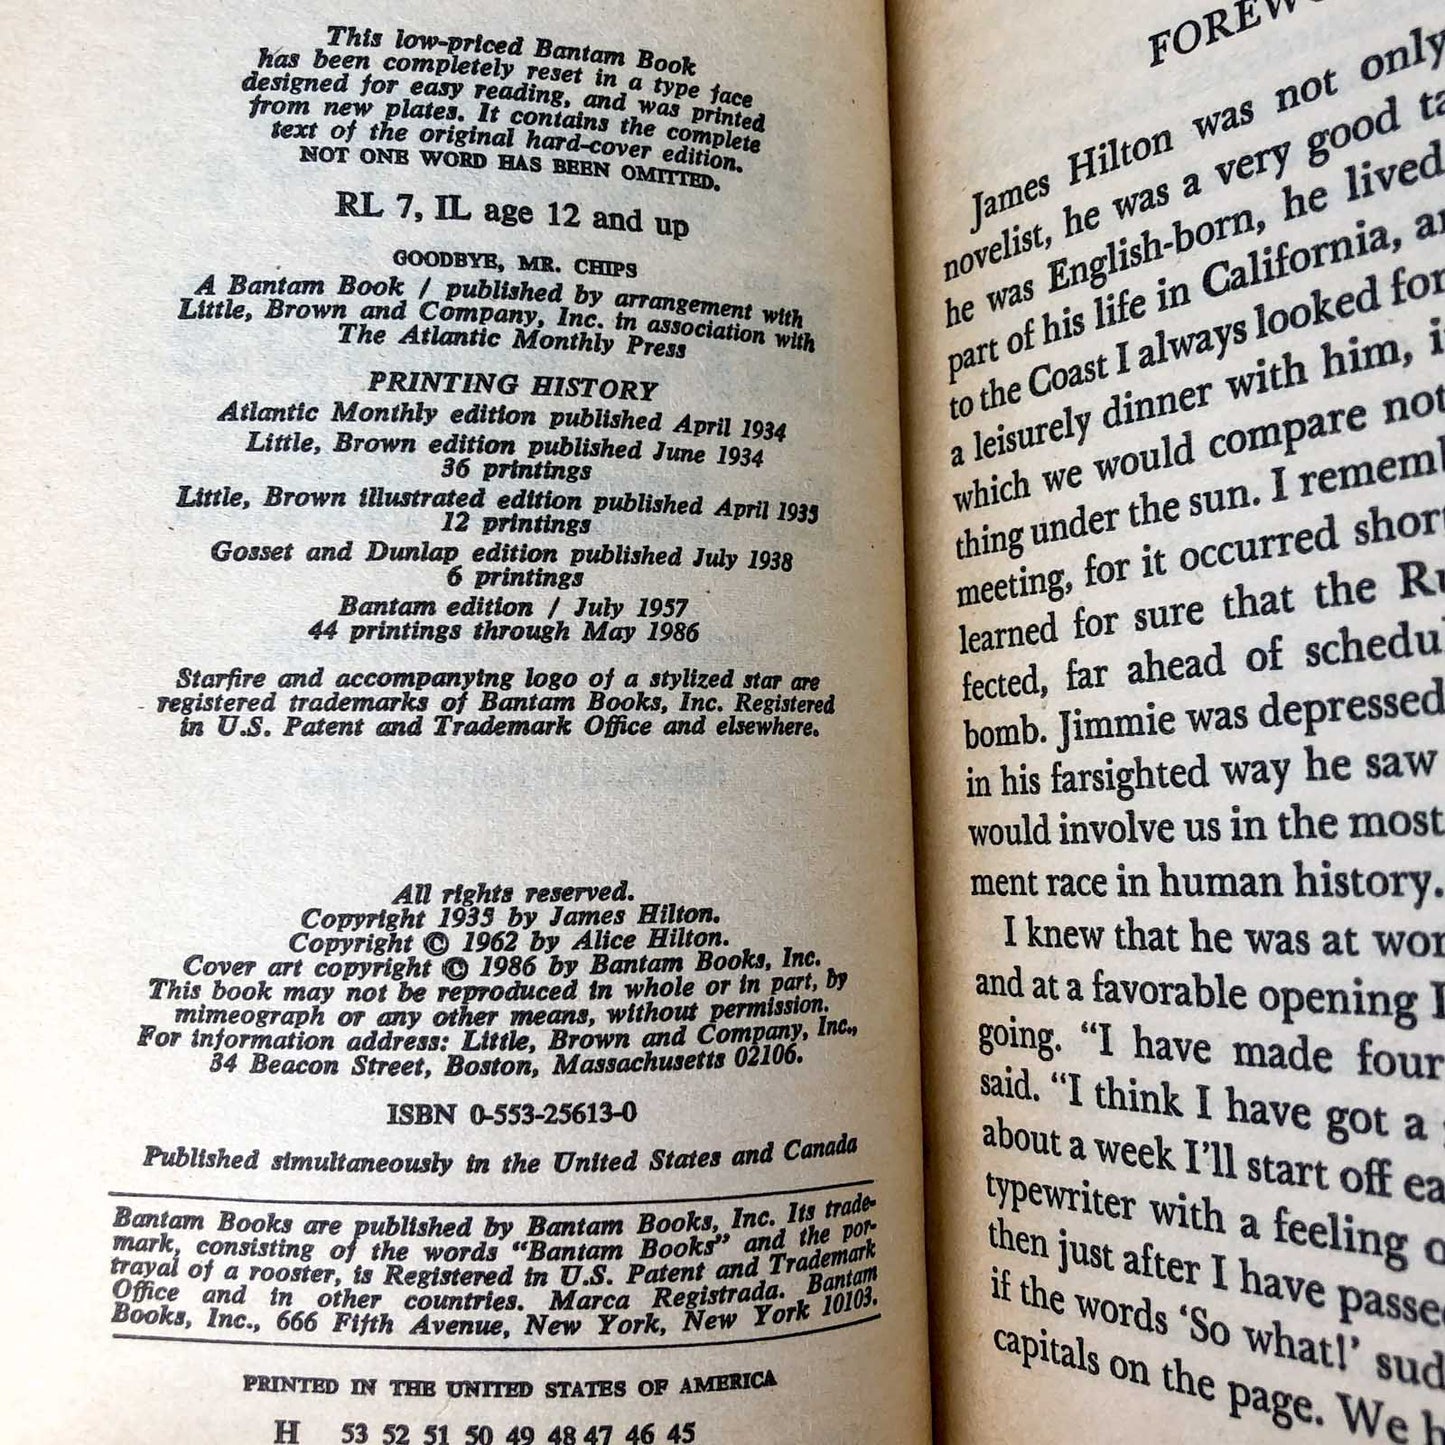 This low-priced Bantam Book
has been completely reset in a type face
designed for easy reading, and was printed
from new plates. It contains the complete
text of the original hard-cover edition.
NOT ONE WORD HAS BEEN OMITTED.
RL 7, IL age 12 and up
GOODBYE, MR. CHIPS
A Bantam Book / published by arrangement with
Little, Brown and Company, Inc. in association with
The Atlantic Monthly Press
PRINTING HISTORY
Atlantic Monthly edition published April 1934
Little, Brown edition published June 1934
36 printings
Little, Brown illustrated edition published April 1935
12 printings
Gosset and Dunlap edition published July 1938
6 printings
Bantam edition / July 1957
44 printings through May 1986
Starfire and accompanying logo of a stylized star are
registered trademarks of Bantam Books, Inc. Registered
in U.S. Patent and Trademark Office and elsewhere.
All rights reserved.
Copyright 1935 by James Hilton.
Copyright © 1962 by Alice Hilton.
Cover art copyright © 1986 by Bantam Books, Inc.
This book may not be reproduced in whole or in part, by
mimeograph or any other means, without permission.
For information address: Little, Brown and Company, Inc.,
34 Beacon Street, Boston, Massachusetts 02106.
ISBN 0-553-25613-0
Published simultaneously in the United States and Canada
Bantam Books are published by Bantam Books, Inc. Its trade-
mark, consisting of the words "Bantam Books" and the por-
trayal of a rooster, is Registered in U.S. Patent and Trademark
Office and in other countries. Marca Registrada. Bantam
Books, Inc., 666 Fifth Avenue, New York, New York 10103.
PRINTED IN THE UNITED STATES OF AMERICA
H 53 52 51 50 49 48 47 46 45
FOREW
James Hilton was not only
novelist, he was a very good ta
he was English-born, he lived
part of his life in California, a
to the Coast I always looked for
a leisurely dinner with him, i
which we would compare not
thing under the sun. I rememb
meeting, for it occurred short
learned for sure that the Ru
fected, far ahead of schedul
bomb. Jimmie was depressed
in his farsighted way he saw
would involve us in the most
ment race in human history.
I knew that he was at wor
and at a favorable opening I
going. "I have made four
said. "I think I have got a
about a week I'll start off ea
typewriter with a feeling o
then just after I have passed
if the words 'So what!' sud
capitals on the page. We h